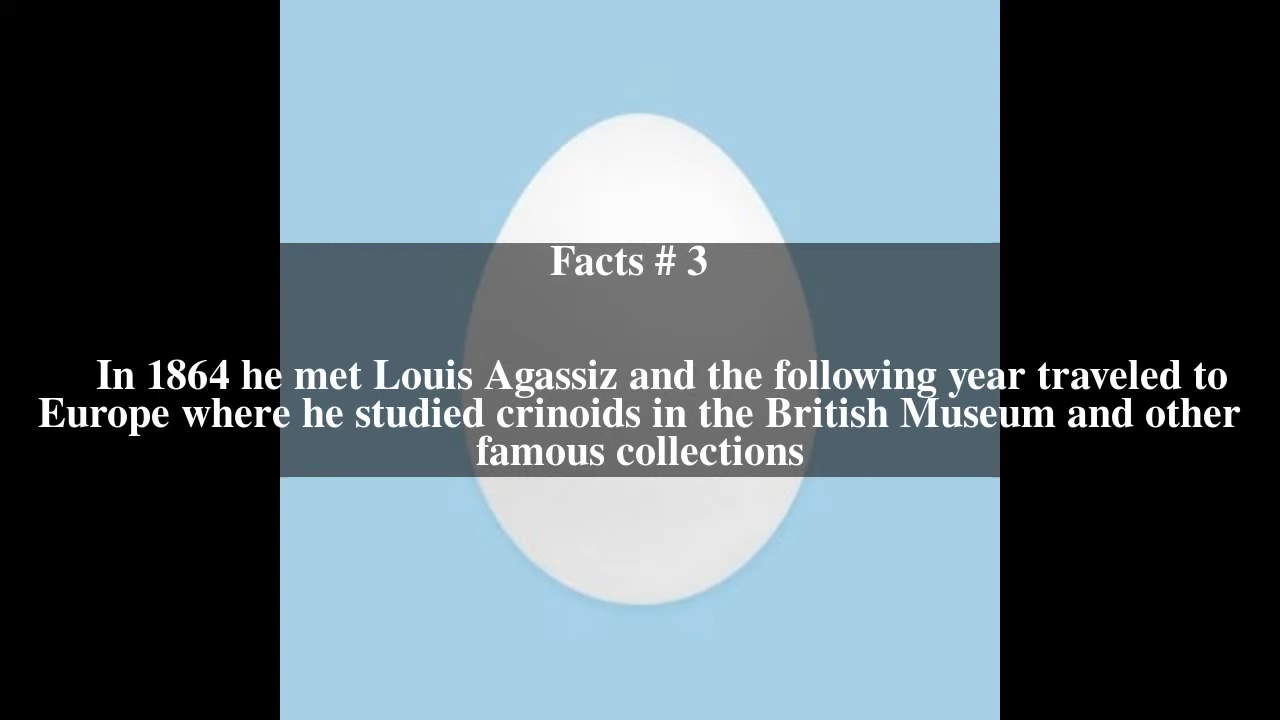 Facts # 3
In 1864 he met Louis Agassiz and the following year traveled to
Europe where he studied crinoids in the British Museum and other
famous collections